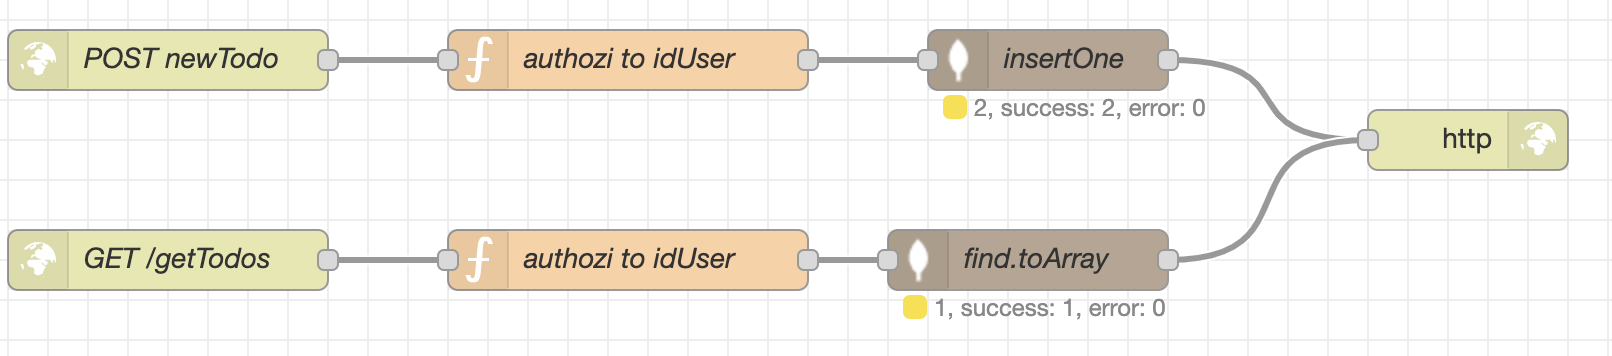 POST newTodo
authozi to idUser
insertOne
2, success: 2, error: 0
http
GET /getTodos
authozi to idUser
find.toArray
1, success: 1, error: 0